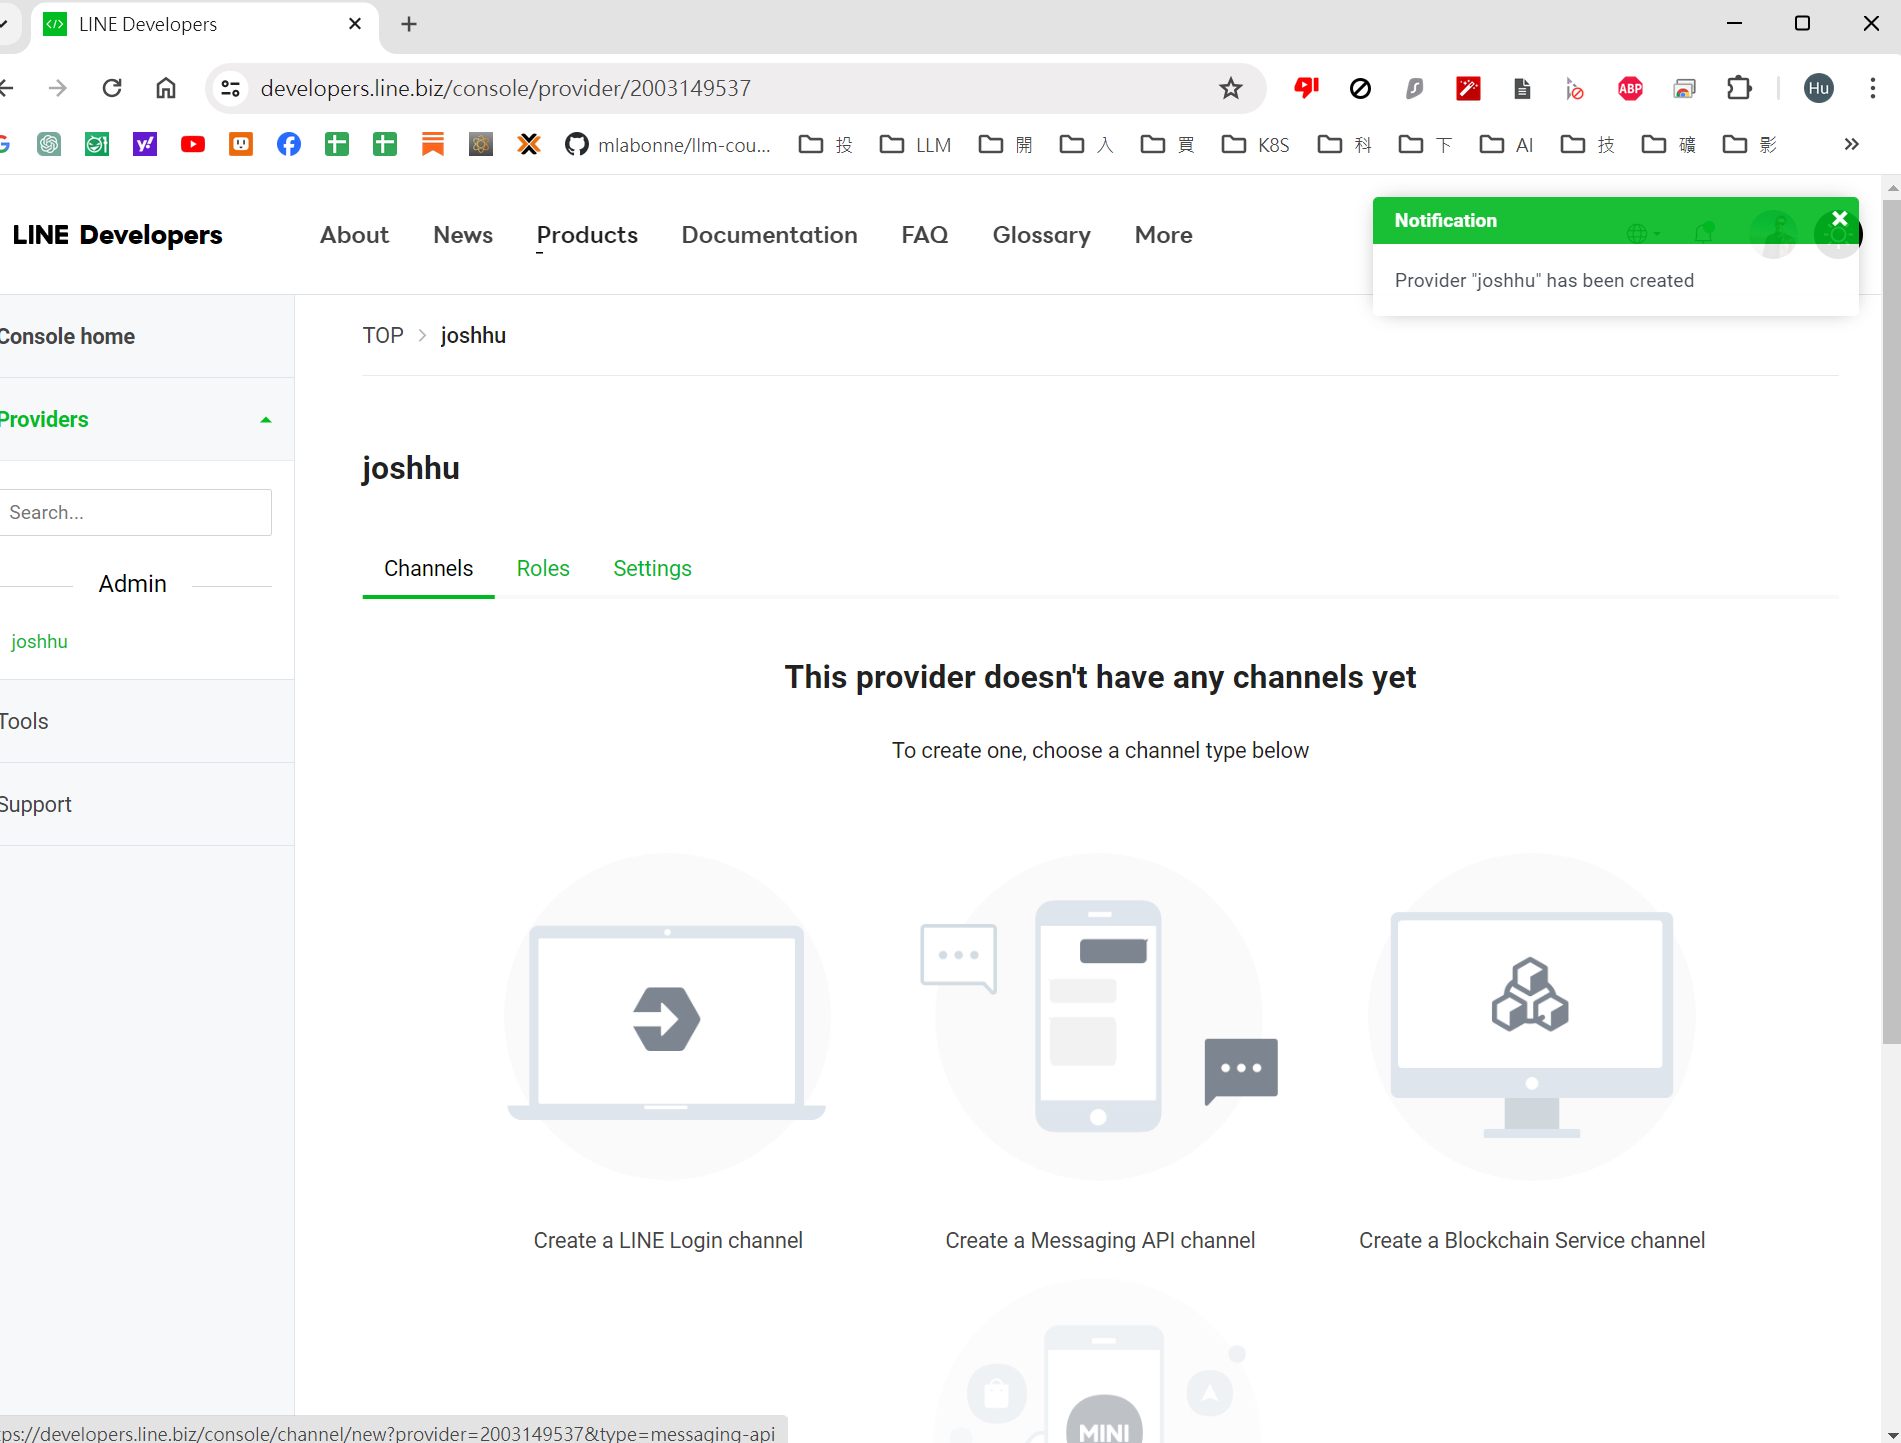 LINE Developers
developers.line.biz/console/provider/2003149537
Hu
ABP
mlabonne/llm-cou...
投
LLM
開
入
買
K8S
科
下
AI
技
礦
影
LINE Developers
About
News
Products
Documentation
FAQ
Glossary
More
Notification
Provider "joshhu" has been created
Console home
Providers
Search...
Admin
joshhu
Tools
Support
TOP
joshhu
joshhu
Channels
Roles
Settings
This provider doesn't have any channels yet
To create one, choose a channel type below
Create a LINE Login channel
Create a Messaging API channel
Create a Blockchain Service channel
MINI
ps://developers.line.biz/console/channel/new?provider=2003149537&type=messaging-api